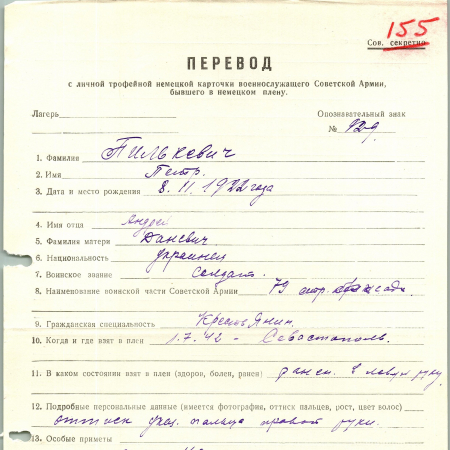 155
Сов. секретно
ПЕРЕВОД
с личной трофейной немецкой карточки военнослужащего Советской Армии,
бывшего в немецком плену.
Лагерь
Опознавательный знак
№ 129
1. Фамилия Пилькевич
2. Имя Петр.
3. Дата и место рождения 8.11.1922 года
4. Имя отца Андрей
5. Фамилия матери Даневич.
6. Национальность украинец
7. Воинское звание солдат.
8. Наименование воинской части Советской Армии 79 стр. бригада.
9. Гражданская специальность Крестьянин.
10. Когда и где взят в плен 1.7.42 – Севастополь.
11. В каком состоянии взят в плен (здоров, болен, ранен) ранен в левую руку
12. Подробные персональные данные (имеется фотография, оттиск пальцев, рост, цвет волос)
оттиск указ. пальца правой руки.
13. Особые приметы